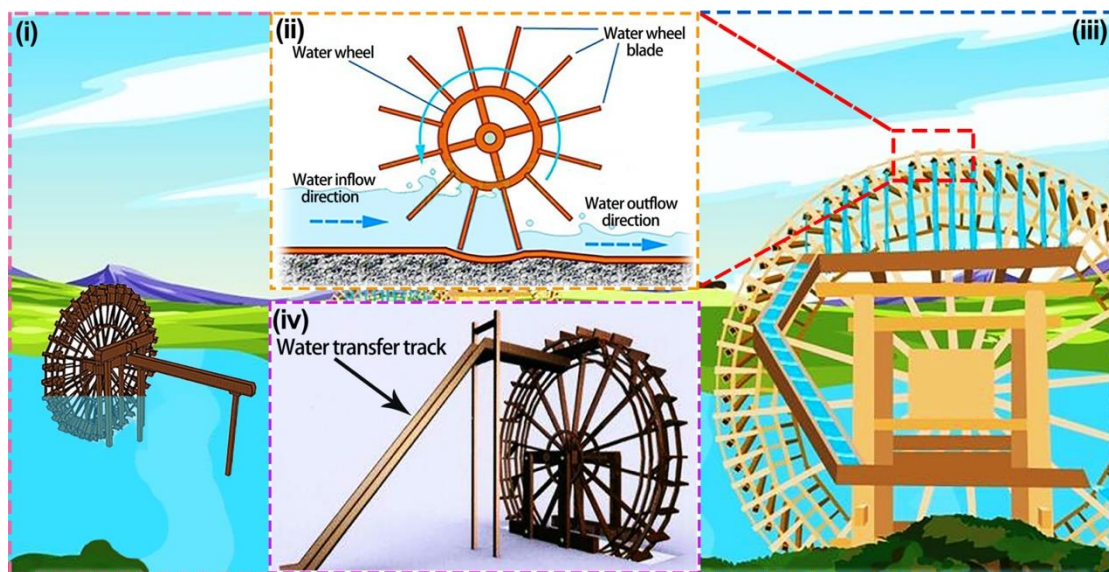 (i)
(ii)
Water wheel
Water wheel
blade
Water inflow
direction
Water outflow
direction
(iii)
(iv)
Water transfer track